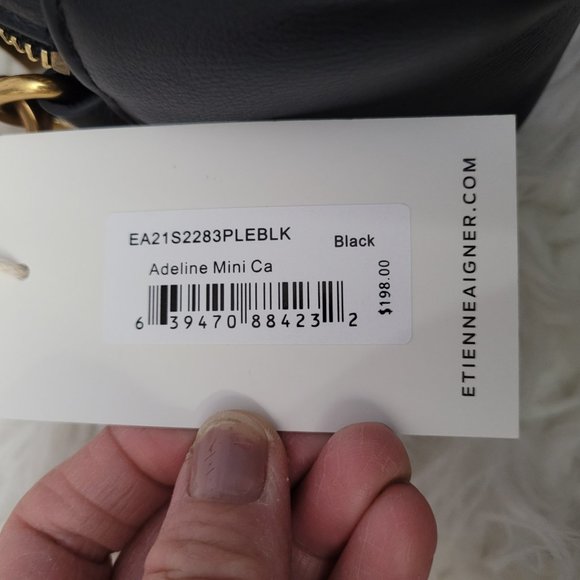 EA21S2283PLEBLK Black
Adeline Mini Ca
$198.00
6 39470 88423 2
ETIENNEAIGNER.COM